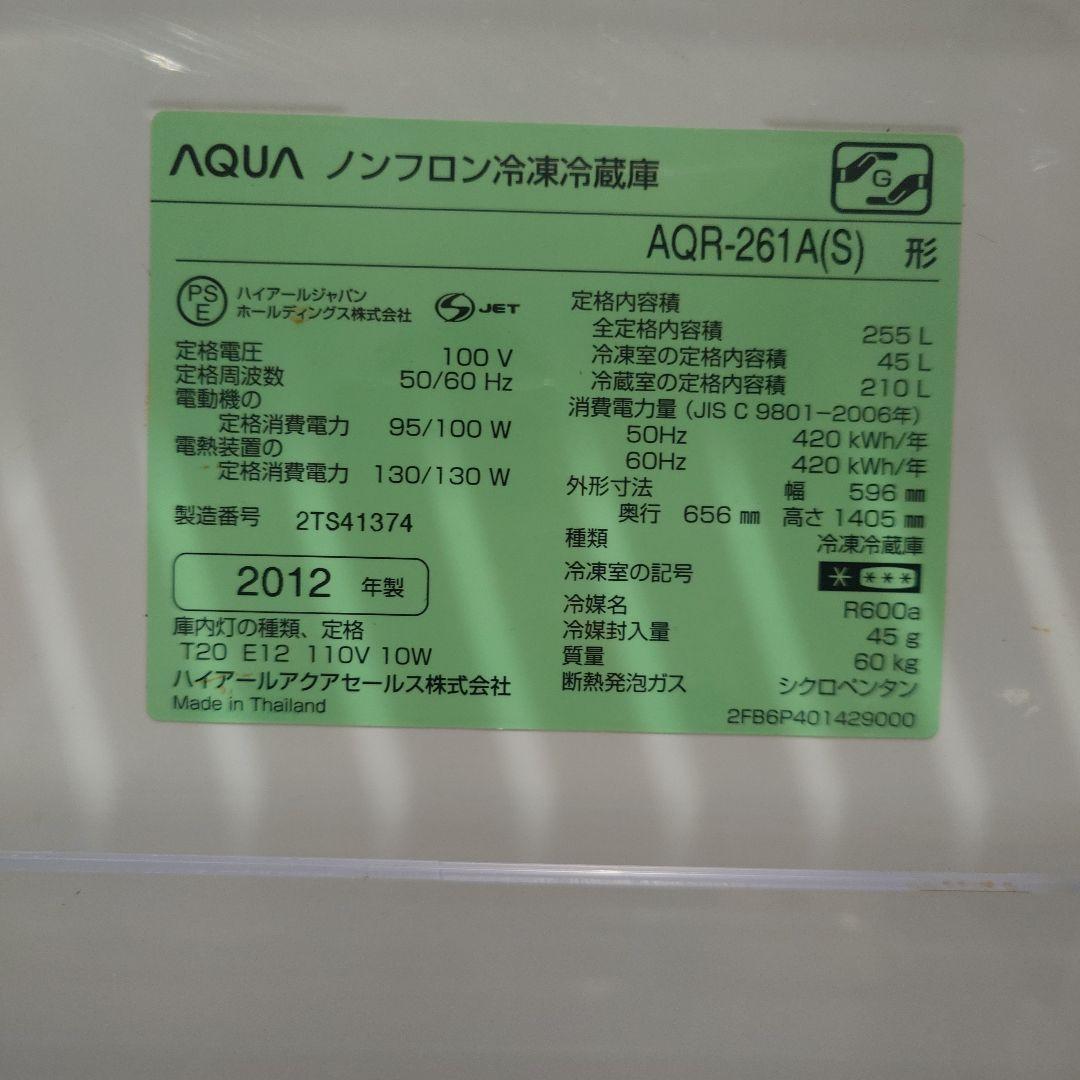 AQUA ノンフロン冷凍冷蔵庫
G
AQR-261A(S) 形
PS E ハイアールジャパン
ホールディングス株式会社
S JET
定格電圧 100 V
定格周波数 50/60 Hz
電動機の
定格消費電力 95/100 W
電熱装置の
定格消費電力 130/130 W
製造番号 2TS41374
2012 年製
庫内灯の種類、定格
T20 E12 110V 10W
ハイアールアクアセールス株式会社
Made in Thailand
定格内容積
全定格内容積 255 L
冷凍室の定格内容積 45 L
冷蔵室の定格内容積 210 L
消費電力量 (JIS C 9801-2006年)
50Hz 420 kWh/年
60Hz 420 kWh/年
外形寸法 幅 596 ㎜
奥行 656 ㎜ 高さ 1405 ㎜
種類 冷凍冷蔵庫
冷凍室の記号 * ***
冷媒名 R600a
冷媒封入量 45 g
質量 60 kg
断熱発泡ガス シクロペンタン
2FB6P401429000